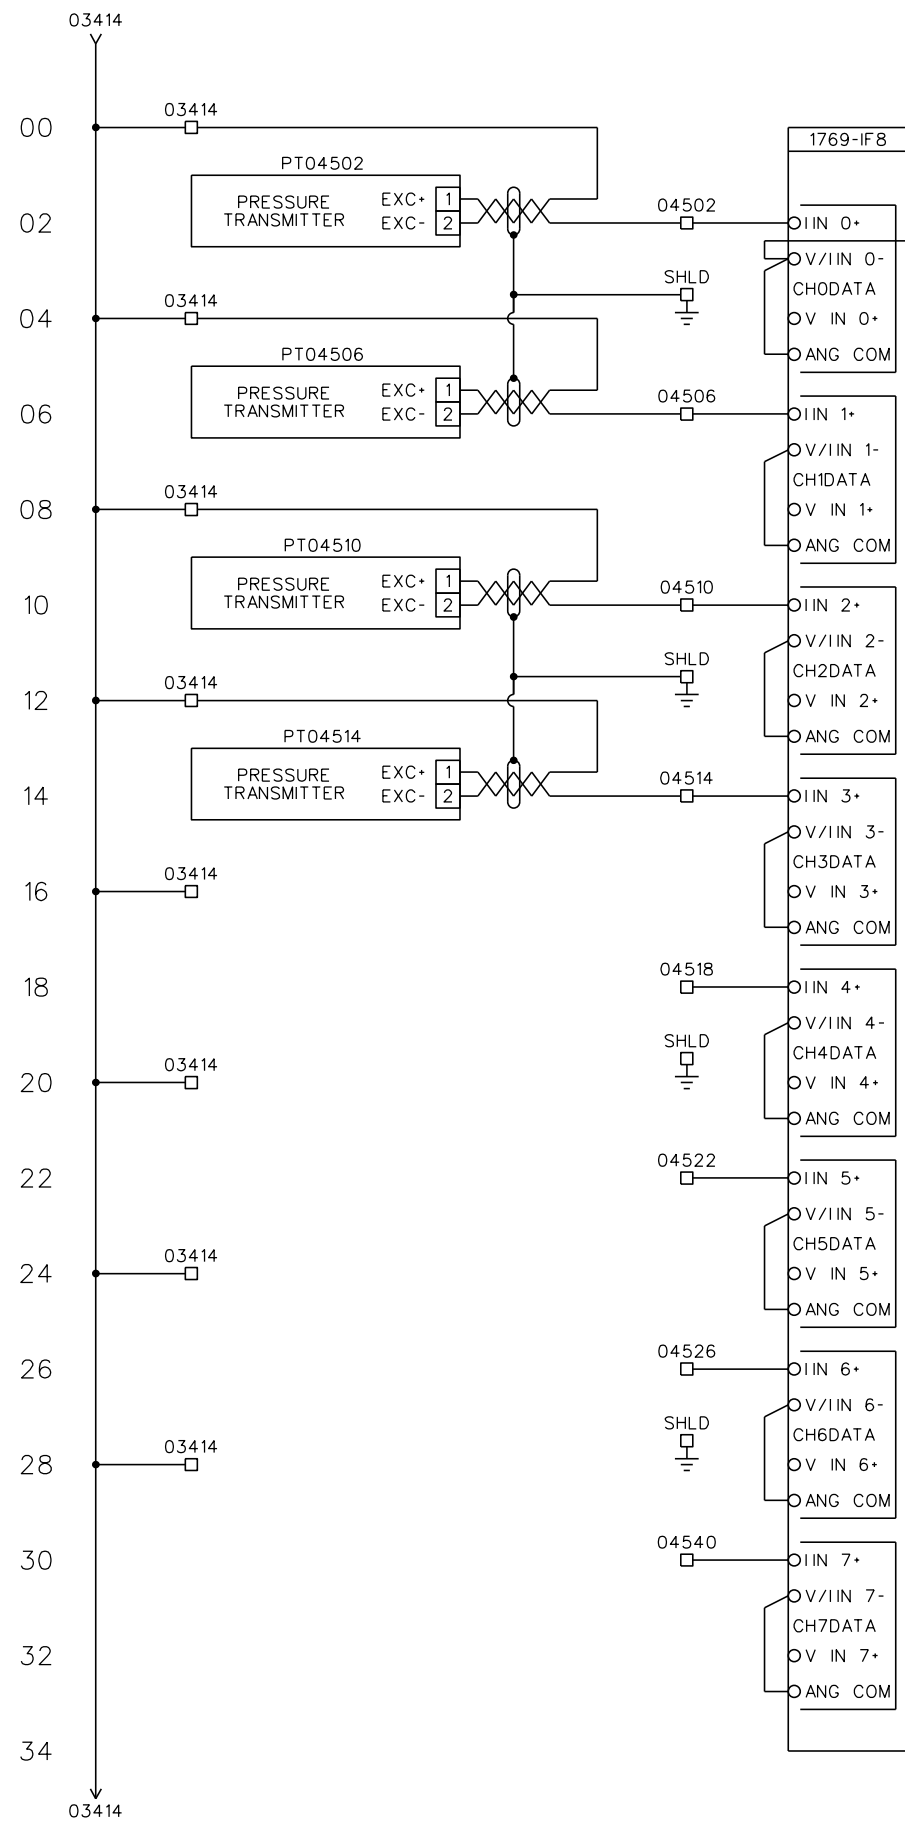 03414
00
03414
1769-IF8
PT04502
PRESSURE
TRANSMITTER
EXC+ 1
EXC- 2
02
04502
IIN 0+
V/IIN 0-
SHLD
CH0DATA
04
03414
V IN 0+
PT04506
ANG COM
PRESSURE
TRANSMITTER
EXC+ 1
EXC- 2
06
04506
IIN 1+
V/IIN 1-
CH1DATA
08
03414
V IN 1+
PT04510
ANG COM
PRESSURE
TRANSMITTER
EXC+ 1
EXC- 2
10
04510
IIN 2+
V/IIN 2-
SHLD
CH2DATA
12
03414
V IN 2+
PT04514
ANG COM
PRESSURE
TRANSMITTER
EXC+ 1
EXC- 2
14
04514
IIN 3+
V/IIN 3-
CH3DATA
16
03414
V IN 3+
ANG COM
18
04518
IIN 4+
V/IIN 4-
SHLD
CH4DATA
20
03414
V IN 4+
ANG COM
22
04522
IIN 5+
V/IIN 5-
CH5DATA
24
03414
V IN 5+
ANG COM
26
04526
IIN 6+
V/IIN 6-
SHLD
CH6DATA
28
03414
V IN 6+
ANG COM
30
04540
IIN 7+
V/IIN 7-
CH7DATA
32
V IN 7+
ANG COM
34
03414